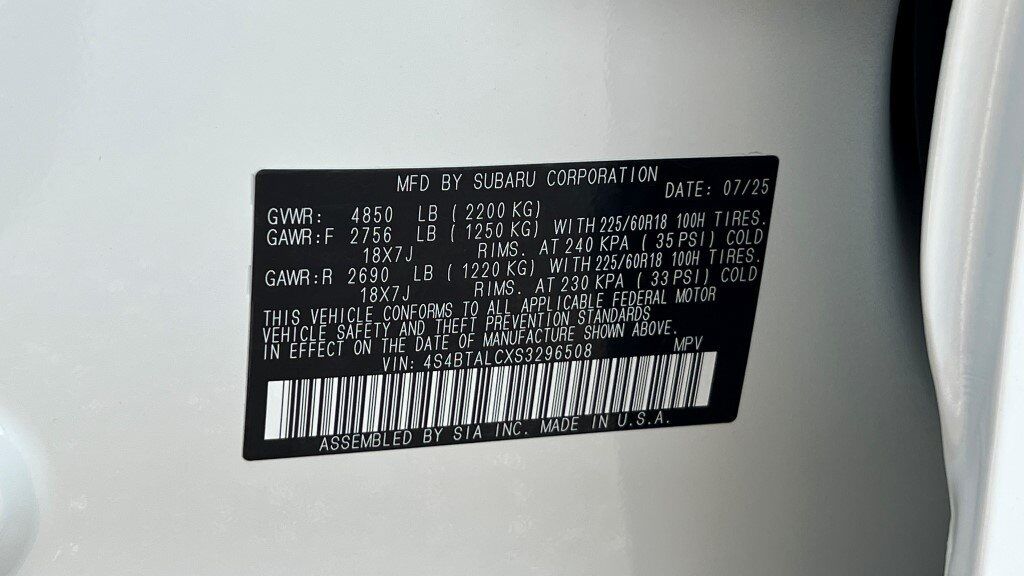 MFD BY SUBARU CORPORATION DATE: 07/25
GVWR: 4850 LB ( 2200 KG)
GAWR:F 2756 LB ( 1250 KG) WITH 225/60R18 100H TIRES.
18X7J RIMS. AT 240 KPA ( 35 PSI) COLD
GAWR:R 2690 LB ( 1220 KG) WITH 225/60R18 100H TIRES.
18X7J RIMS. AT 230 KPA ( 33 PSI) COLD
THIS VEHICLE CONFORMS TO ALL APPLICABLE FEDERAL MOTOR
VEHICLE SAFETY AND THEFT PREVENTION STANDARDS
IN EFFECT ON THE DATE OF MANUFACTURE SHOWN ABOVE.
VIN: 4S4BTALCXS3296508 MPV
ASSEMBLED BY SIA INC. MADE IN U.S.A.